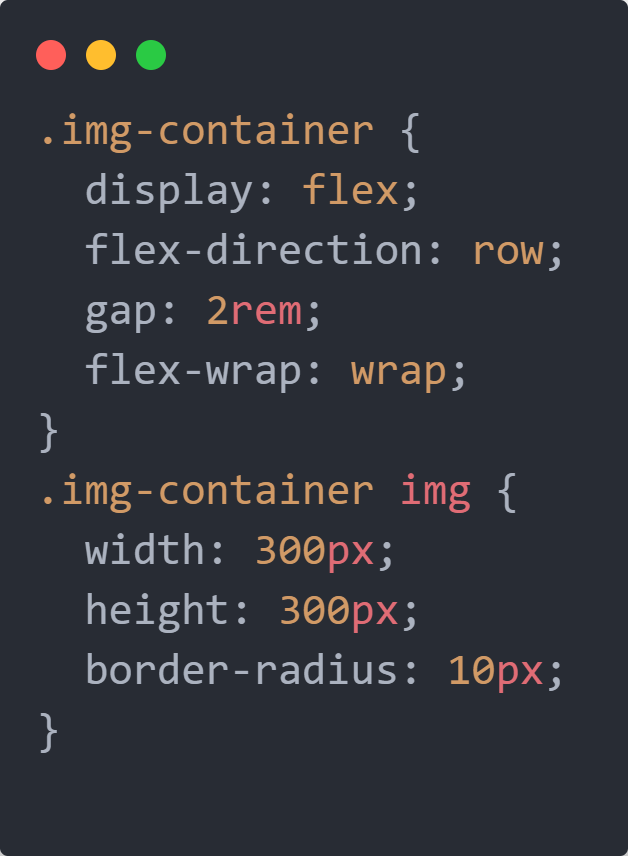 .img-container {
  display: flex;
  flex-direction: row;
  gap: 2rem;
  flex-wrap: wrap;
}
.img-container img {
  width: 300px;
  height: 300px;
  border-radius: 10px;
}